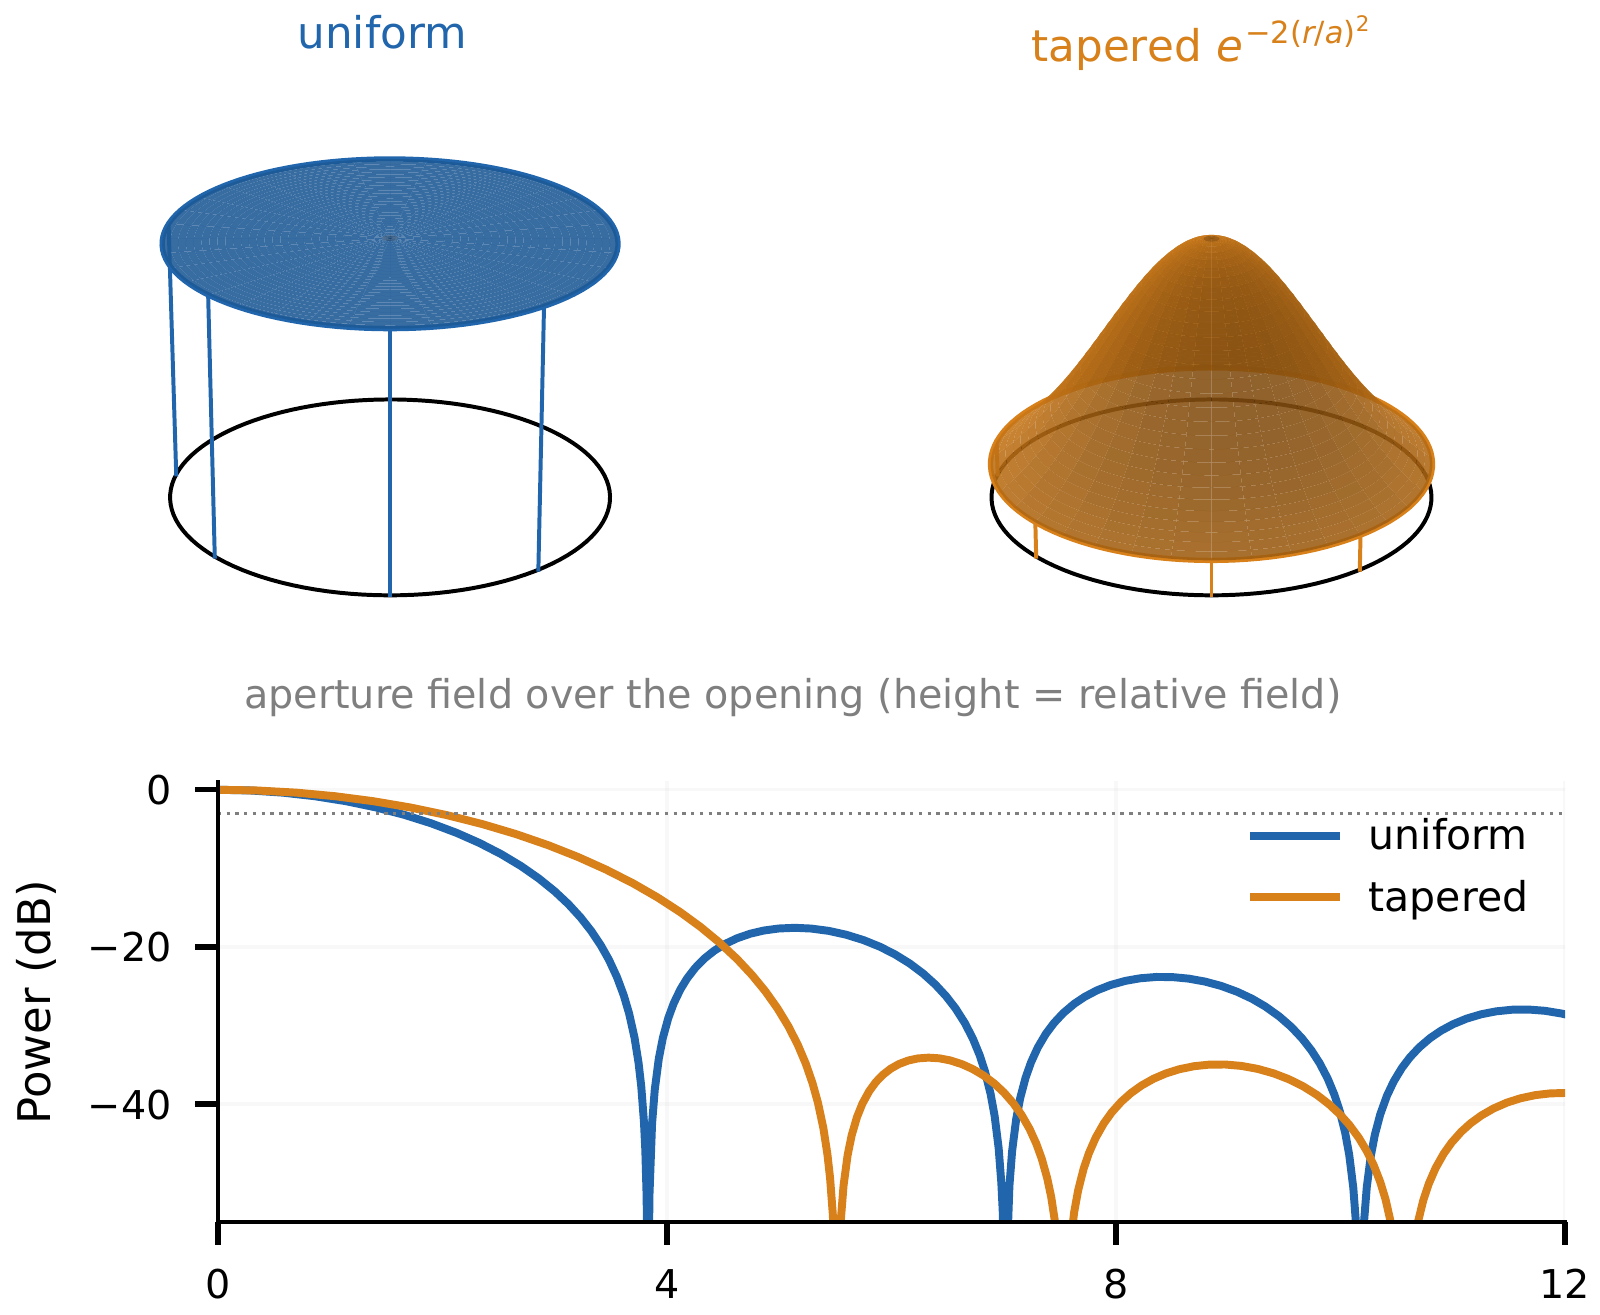 uniform
tapered e^{−2(r/a)^2}
aperture field over the opening (height = relative field)
Power (dB)
0
−20
−40
uniform
tapered
0 4 8 12